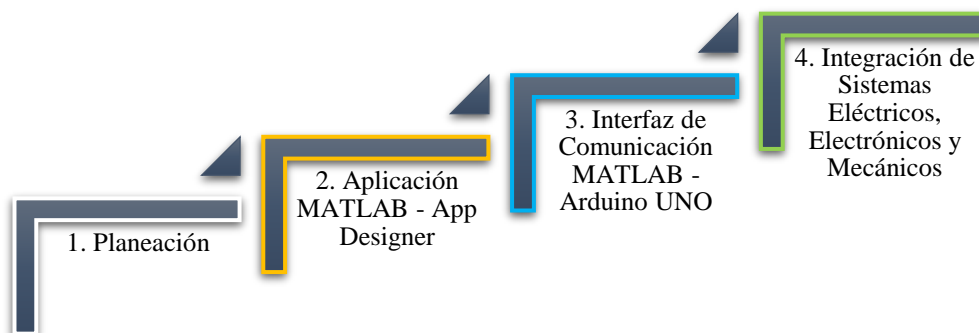 1. Planeación
2. Aplicación
MATLAB - App
Designer
3. Interfaz de
Comunicación
MATLAB -
Arduino UNO
4. Integración de
Sistemas
Eléctricos,
Electrónicos y
Mecánicos